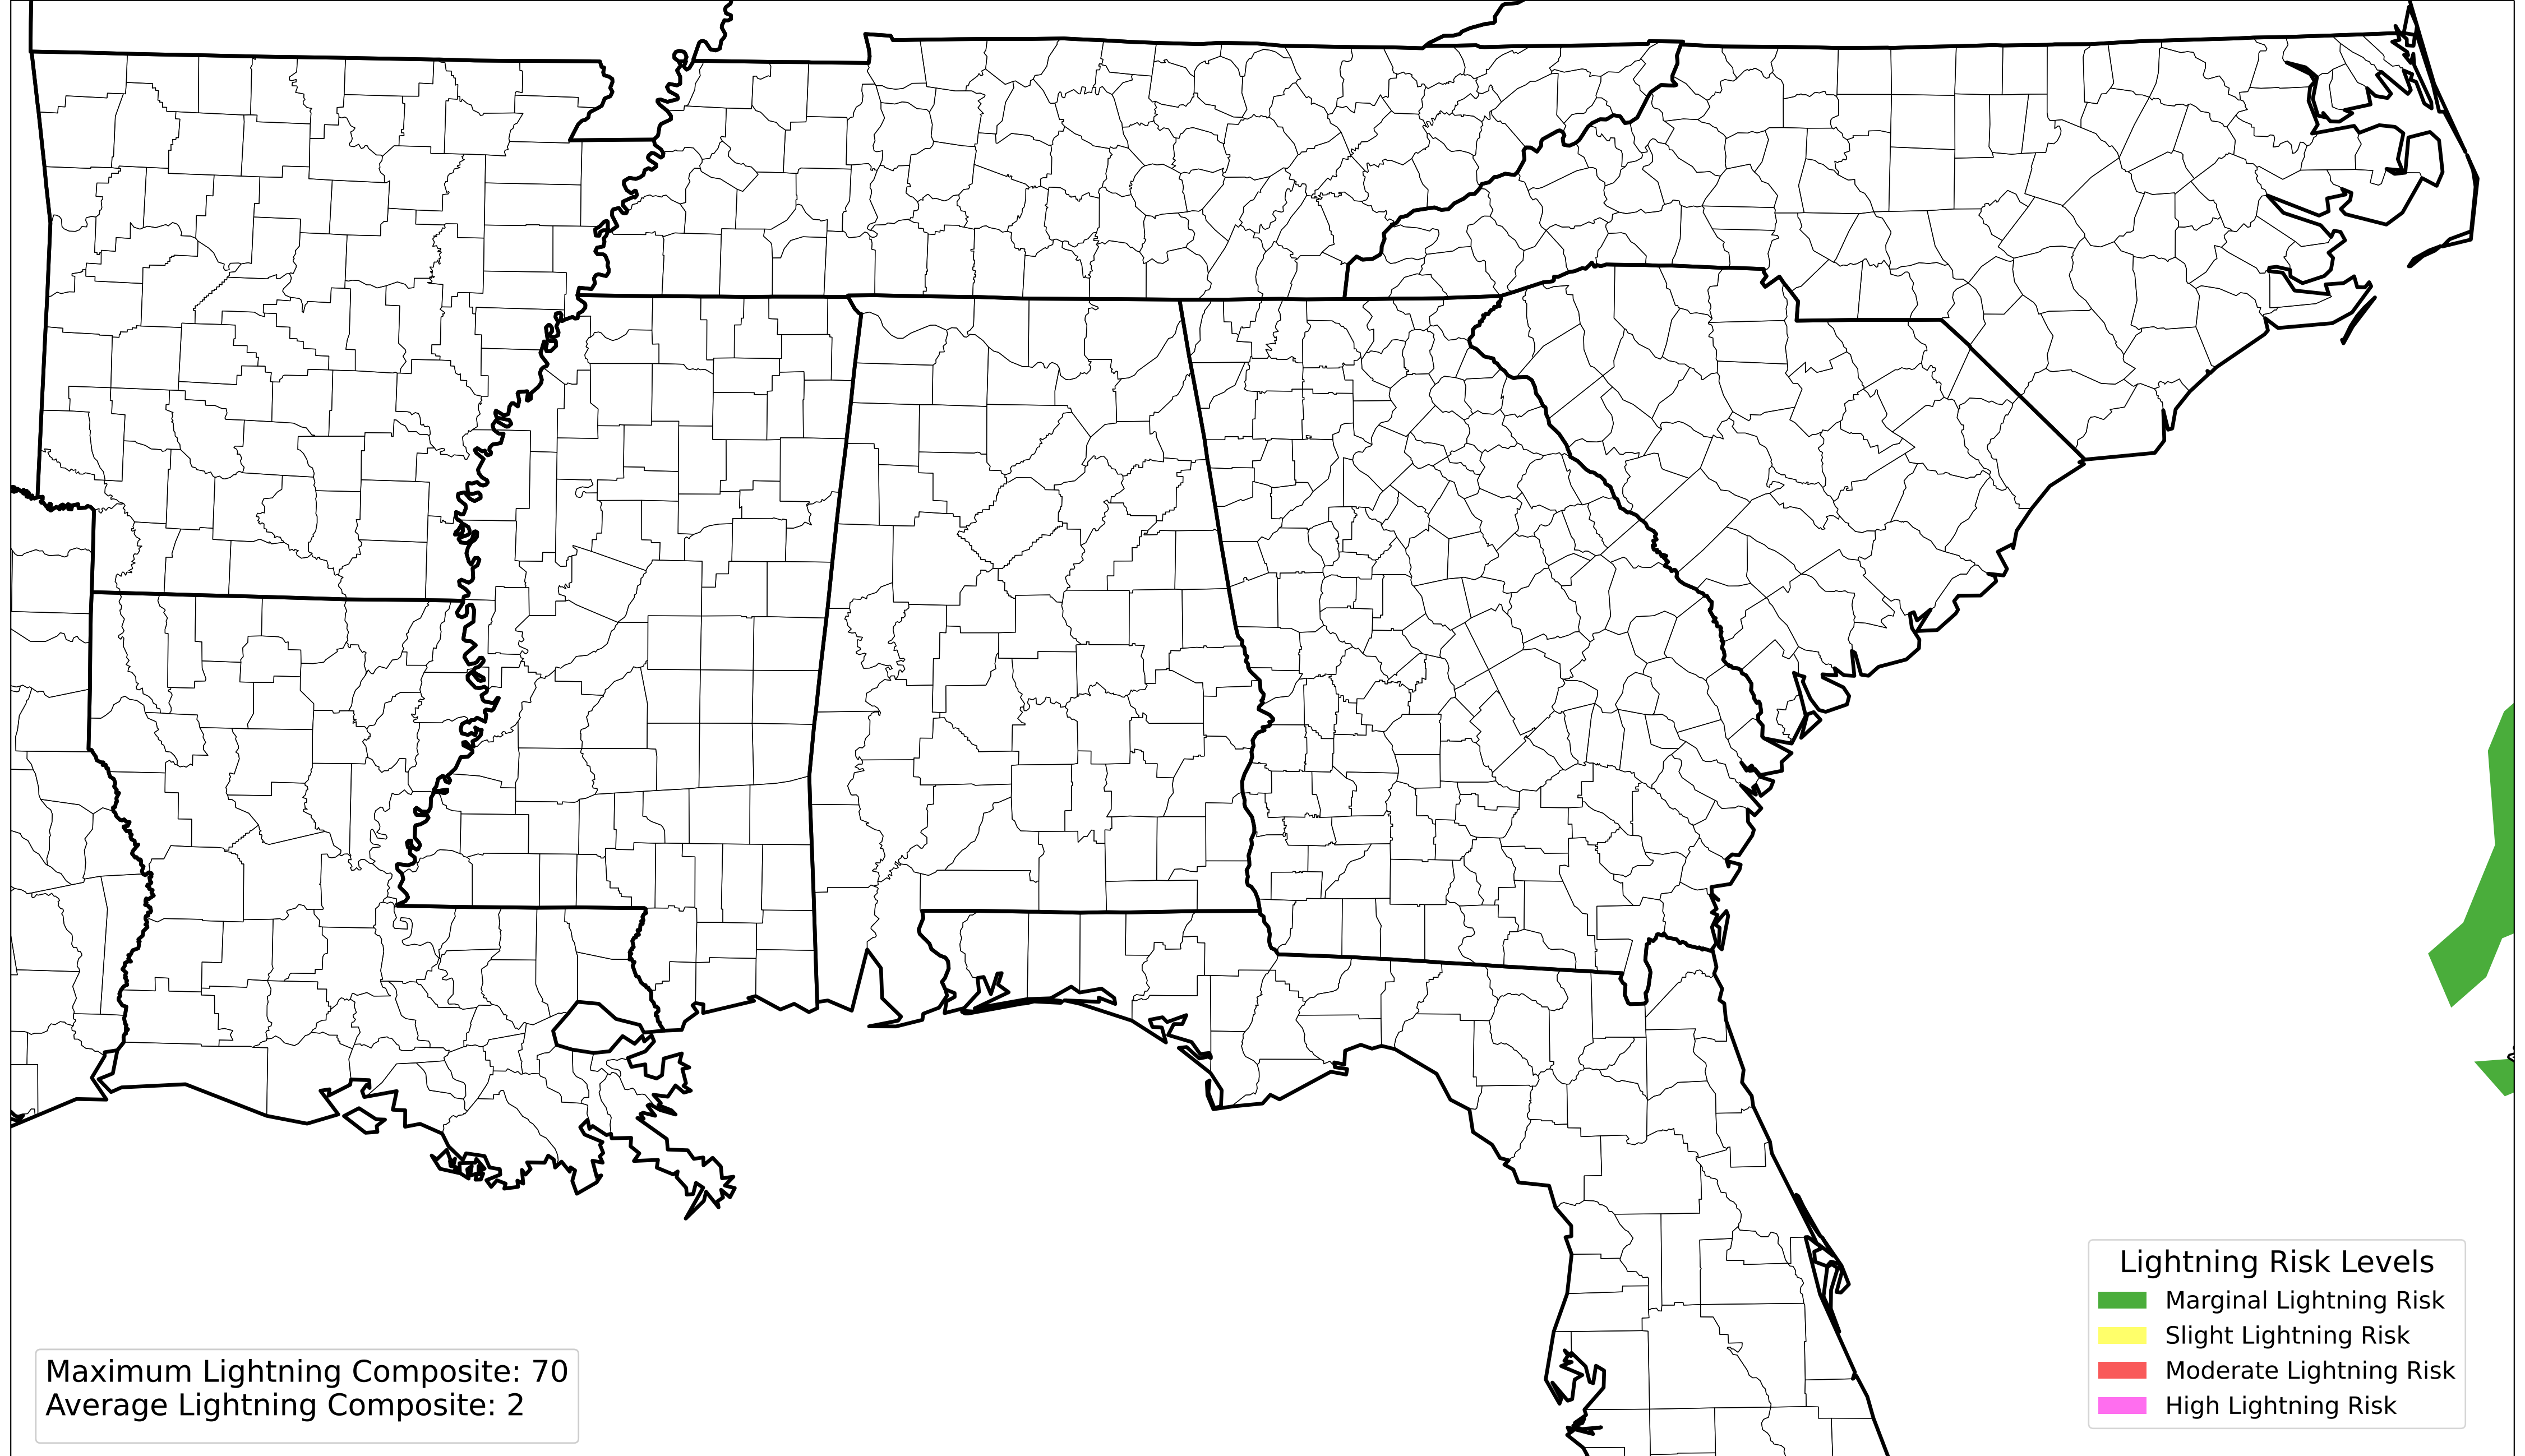 Maximum Lightning Composite: 70
Average Lightning Composite: 2
Lightning Risk Levels
Marginal Lightning Risk
Slight Lightning Risk
Moderate Lightning Risk
High Lightning Risk